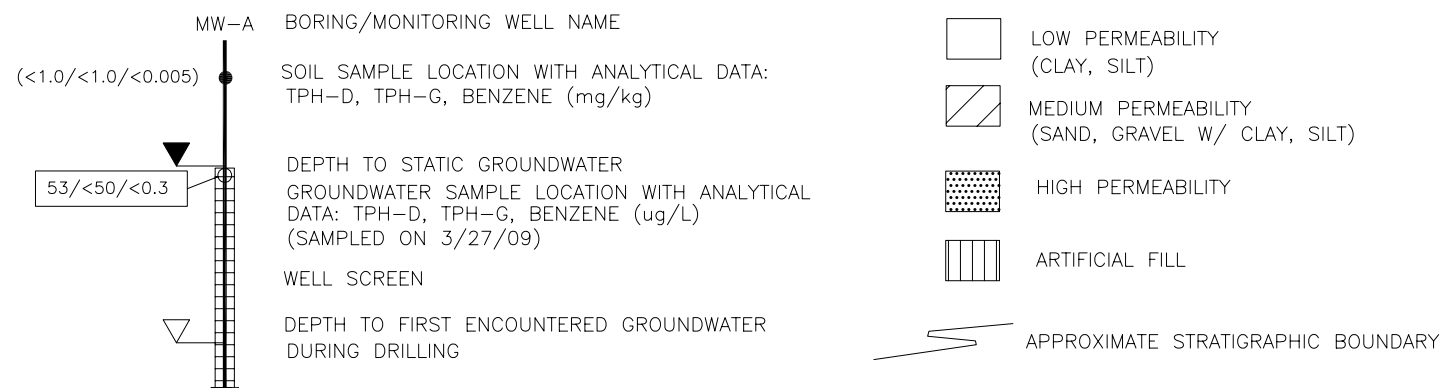 MW-A BORING/MONITORING WELL NAME
(<1.0/<1.0/<0.005)
SOIL SAMPLE LOCATION WITH ANALYTICAL DATA:
TPH-D, TPH-G, BENZENE (mg/kg)
DEPTH TO STATIC GROUNDWATER
53/<50/<0.3
GROUNDWATER SAMPLE LOCATION WITH ANALYTICAL
DATA: TPH-D, TPH-G, BENZENE (ug/L)
(SAMPLED ON 3/27/09)
WELL SCREEN
DEPTH TO FIRST ENCOUNTERED GROUNDWATER
DURING DRILLING
LOW PERMEABILITY
(CLAY, SILT)
MEDIUM PERMEABILITY
(SAND, GRAVEL W/ CLAY, SILT)
HIGH PERMEABILITY
ARTIFICIAL FILL
APPROXIMATE STRATIGRAPHIC BOUNDARY